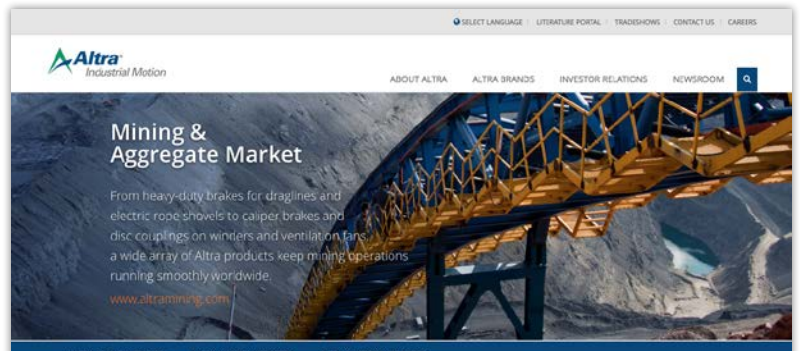 SELECT LANGUAGE | LITERATURE PORTAL | TRADESHOWS | CONTACT US | CAREERS
Altra
Industrial Motion
ABOUT ALTRA ALTRA BRANDS INVESTOR RELATIONS NEWSROOM
Mining &
Aggregate Market
From heavy-duty brakes for draglines and
electric rope shovels to caliper brakes and
disc couplings on winders and ventilation fans,
a wide array of Altra products keep mining operations
running smoothly worldwide.
www.altramining.com